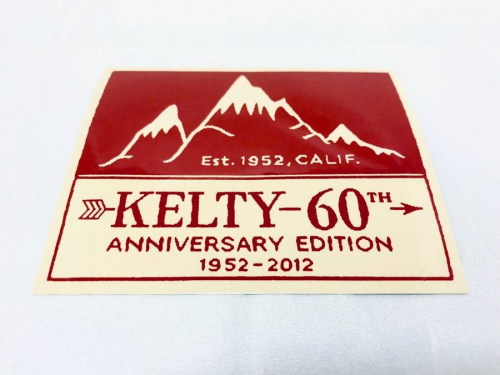 Est. 1952, CALIF.
KELTY-60TH
ANNIVERSARY EDITION
1952-2012